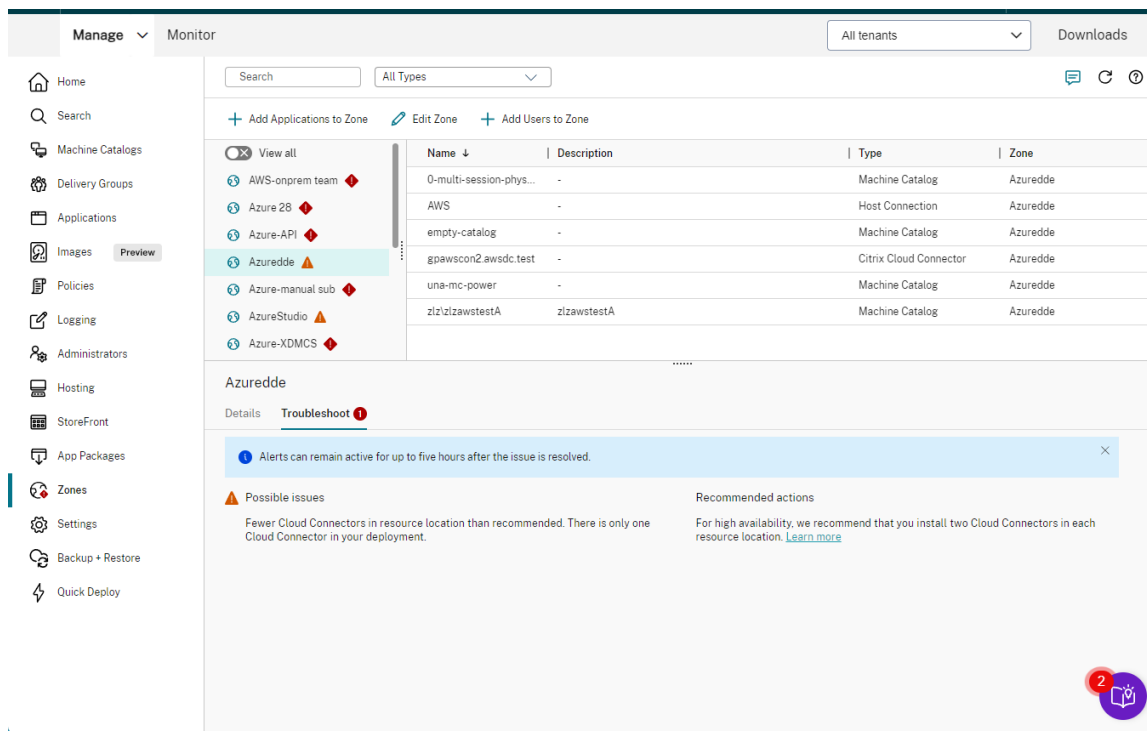 Manage Monitor All tenants Downloads
Home
Search
Machine Catalogs
Delivery Groups
Applications
Images Preview
Policies
Logging
Administrators
Hosting
StoreFront
App Packages
Zones
Settings
Backup + Restore
Quick Deploy
Search All Types
Add Applications to Zone Edit Zone Add Users to Zone
View all
AWS-onprem team
Azure 28
Azure-API
Azuredde
Azure-manual sub
AzureStudio
Azure-XDMCS
Name ↓ Description Type Zone
0-multi-session-phys... - Machine Catalog Azuredde
AWS - Host Connection Azuredde
empty-catalog - Machine Catalog Azuredde
gpawscon2.awsdc.test - Citrix Cloud Connector Azuredde
una-mc-power - Machine Catalog Azuredde
zlz\zlzawstestA zlzawstestA Machine Catalog Azuredde
Azuredde
Details Troubleshoot 1
Alerts can remain active for up to five hours after the issue is resolved.
Possible issues
Fewer Cloud Connectors in resource location than recommended. There is only one
Cloud Connector in your deployment.
Recommended actions
For high availability, we recommend that you install two Cloud Connectors in each
resource location. Learn more
2